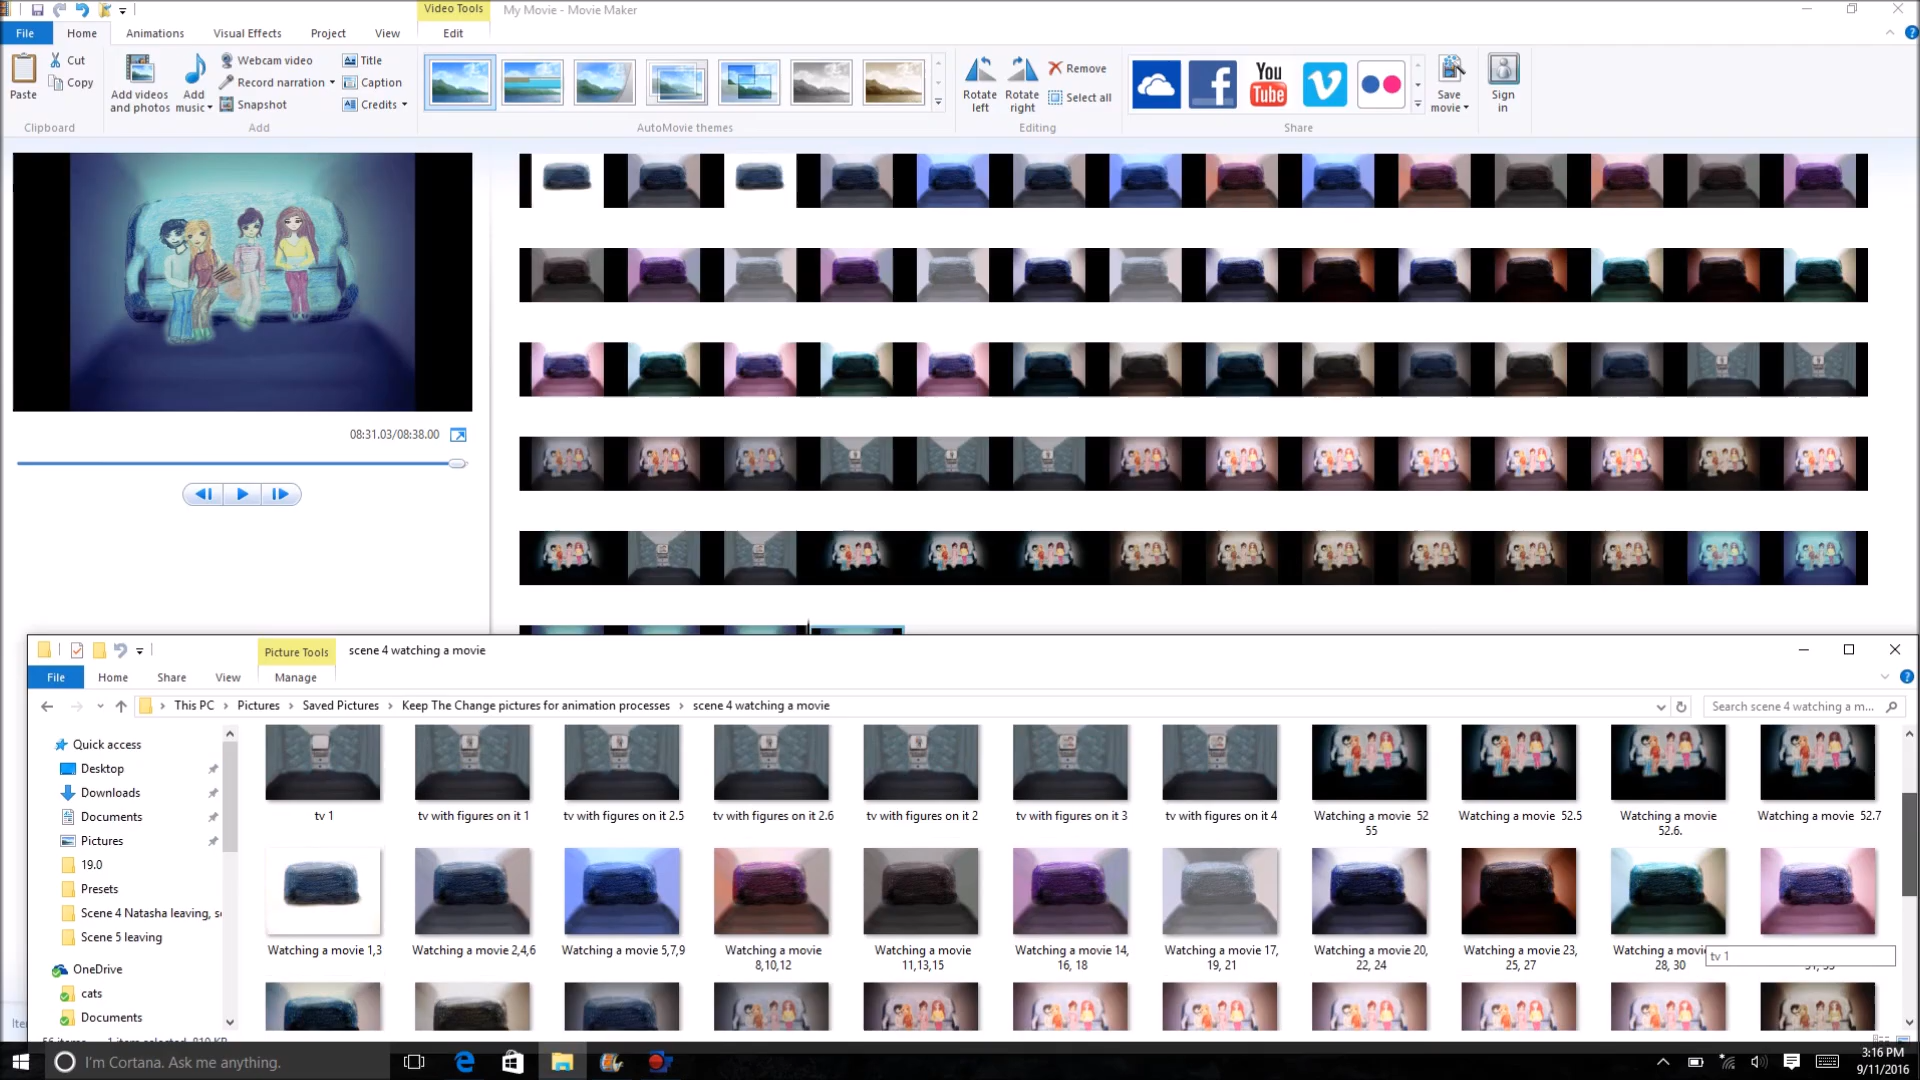 Video Tools
My Movie - Movie Maker
File
Home
Animations
Visual Effects
Project
View
Edit
Paste
Cut
Copy
Clipboard
Add videos
and photos
Add
music
Webcam video
Record narration
Snapshot
Title
Caption
Credits
Add
AutoMovie themes
Rotate
left
Rotate
right
Remove
Select all
Editing
You
Tube
Share
Save
movie
Sign
in
08:31.03/08:38.00
Picture Tools
scene 4 watching a movie
File
Home
Share
View
Manage
This PC
Pictures
Saved Pictures
Keep The Change pictures for animation processes
scene 4 watching a movie
Search scene 4 watching a m...
Quick access
Desktop
Downloads
Documents
Pictures
19.0
Presets
Scene 4 Natasha leaving,
Scene 5 leaving
OneDrive
cats
Documents
tv 1
tv with figures on it 1
tv with figures on it 2.5
tv with figures on it 2.6
tv with figures on it 2
tv with figures on it 3
tv with figures on it 4
Watching a movie 52
55
Watching a movie 52.5
Watching a movie
52.6.
Watching a movie 52.7
Watching a movie 1,3
Watching a movie 2,4,6
Watching a movie 5,7,9
Watching a movie
8,10,12
Watching a movie
11,13,15
Watching a movie 14,
16, 18
Watching a movie 17,
19, 21
Watching a movie 20,
22, 24
Watching a movie 23,
25, 27
Watching a
28, 30
tv 1
I'm Cortana. Ask me anything.
3:16 PM
9/11/2016